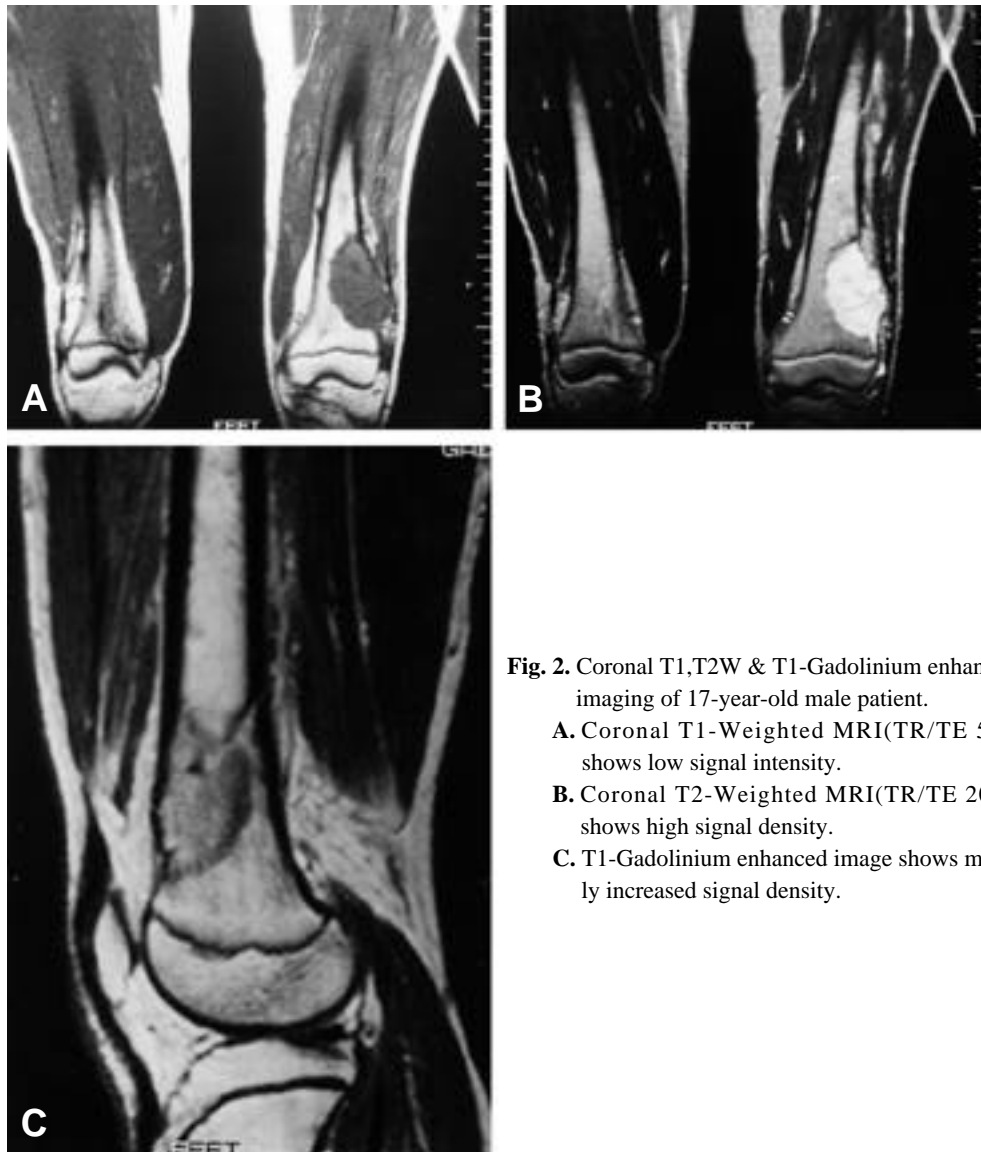 A
FEET
B
FEET
C
FEET
Fig. 2. Coronal T1,T2W & T1-Gadolinium enhan
imaging of 17-year-old male patient.
A. Coronal T1-Weighted MRI(TR/TE 5
shows low signal intensity.
B. Coronal T2-Weighted MRI(TR/TE 20
shows high signal density.
C. T1-Gadolinium enhanced image shows m
ly increased signal density.